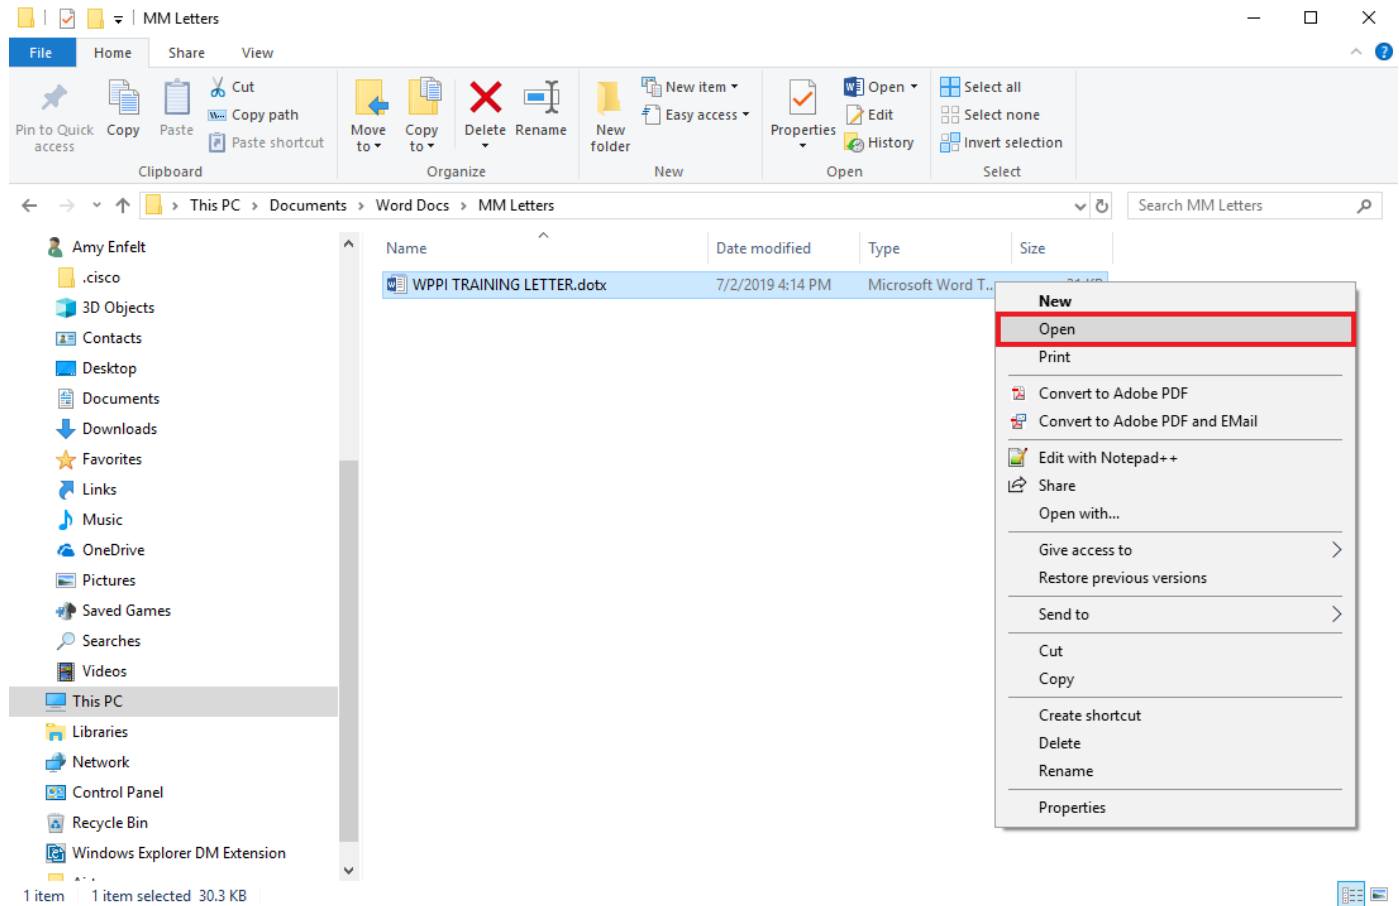 MM Letters
File Home Share View
Pin to Quick access
Copy
Paste
Cut
Copy path
Paste shortcut
Clipboard
Move to
Copy to
Delete
Rename
Organize
New folder
New item
Easy access
New
Properties
Open
Edit
History
Open
Select all
Select none
Invert selection
Select
This PC > Documents > Word Docs > MM Letters
Search MM Letters
Name Date modified Type Size
WPPI TRAINING LETTER.dotx 7/2/2019 4:14 PM Microsoft Word T...
Amy Enfelt
.cisco
3D Objects
Contacts
Desktop
Documents
Downloads
Favorites
Links
Music
OneDrive
Pictures
Saved Games
Searches
Videos
This PC
Libraries
Network
Control Panel
Recycle Bin
Windows Explorer DM Extension
New
Open
Print
Convert to Adobe PDF
Convert to Adobe PDF and EMail
Edit with Notepad++
Share
Open with...
Give access to
Restore previous versions
Send to
Cut
Copy
Create shortcut
Delete
Rename
Properties
1 item 1 item selected 30.3 KB